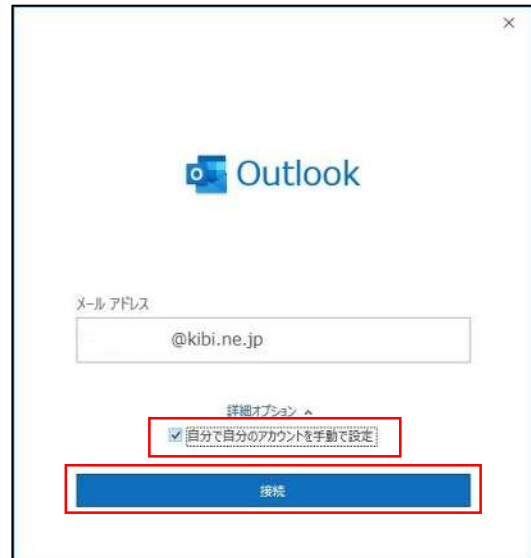 Outlook
メール アドレス
@kibi.ne.jp
詳細オプション
自分で自分のアカウントを手動で設定
接続